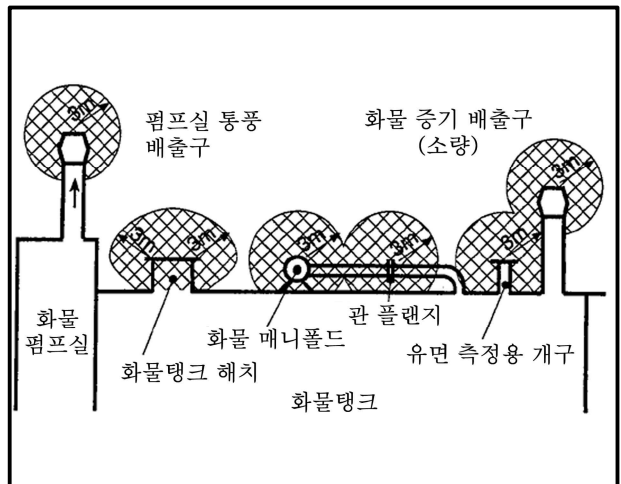 3m
펌프실 통풍
배출구
화물 증기 배출구
(소량)
3m
3m
3m
3m
3m
3m
화물
펌프실
화물탱크 해치
화물 매니폴드
관 플랜지
유면 측정용 개구
화물탱크